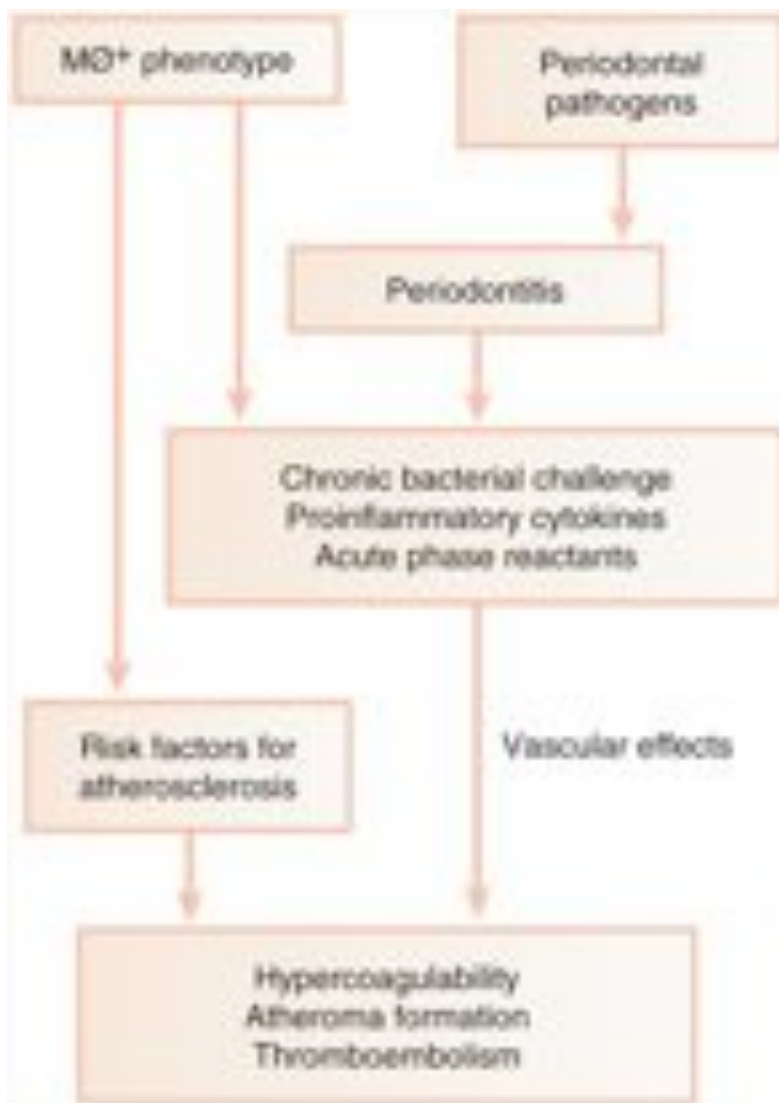 MØ+ phenotype
Periodontal
pathogens
Periodontitis
Chronic bacterial challenge
Proinflammatory cytokines
Acute phase reactants
Risk factors for
atherosclerosis
Vascular effects
Hypercoagulability
Atheroma formation
Thromboembolism